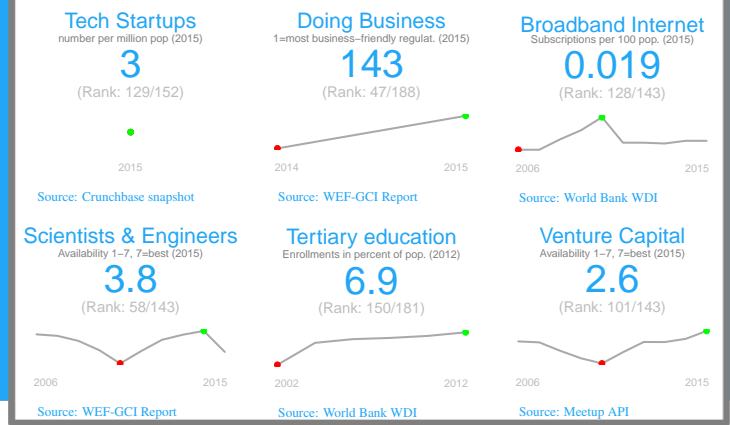 Tech Startups
number per million pop (2015)
3
(Rank: 129/152)
2015
Source: Crunchbase snapshot
Doing Business
1=most business−friendly regulat. (2015)
143
(Rank: 47/188)
2014 2015
Source: WEF-GCI Report
Broadband Internet
Subscriptions per 100 pop. (2015)
0.019
(Rank: 128/143)
2006 2015
Source: World Bank WDI
Scientists & Engineers
Availability 1−7, 7=best (2015)
3.8
(Rank: 58/143)
2006 2015
Source: WEF-GCI Report
Tertiary education
Enrollments in percent of pop. (2012)
6.9
(Rank: 150/181)
2002 2012
Source: World Bank WDI
Venture Capital
Availability 1−7, 7=best (2015)
2.6
(Rank: 101/143)
2006 2015
Source: Meetup API